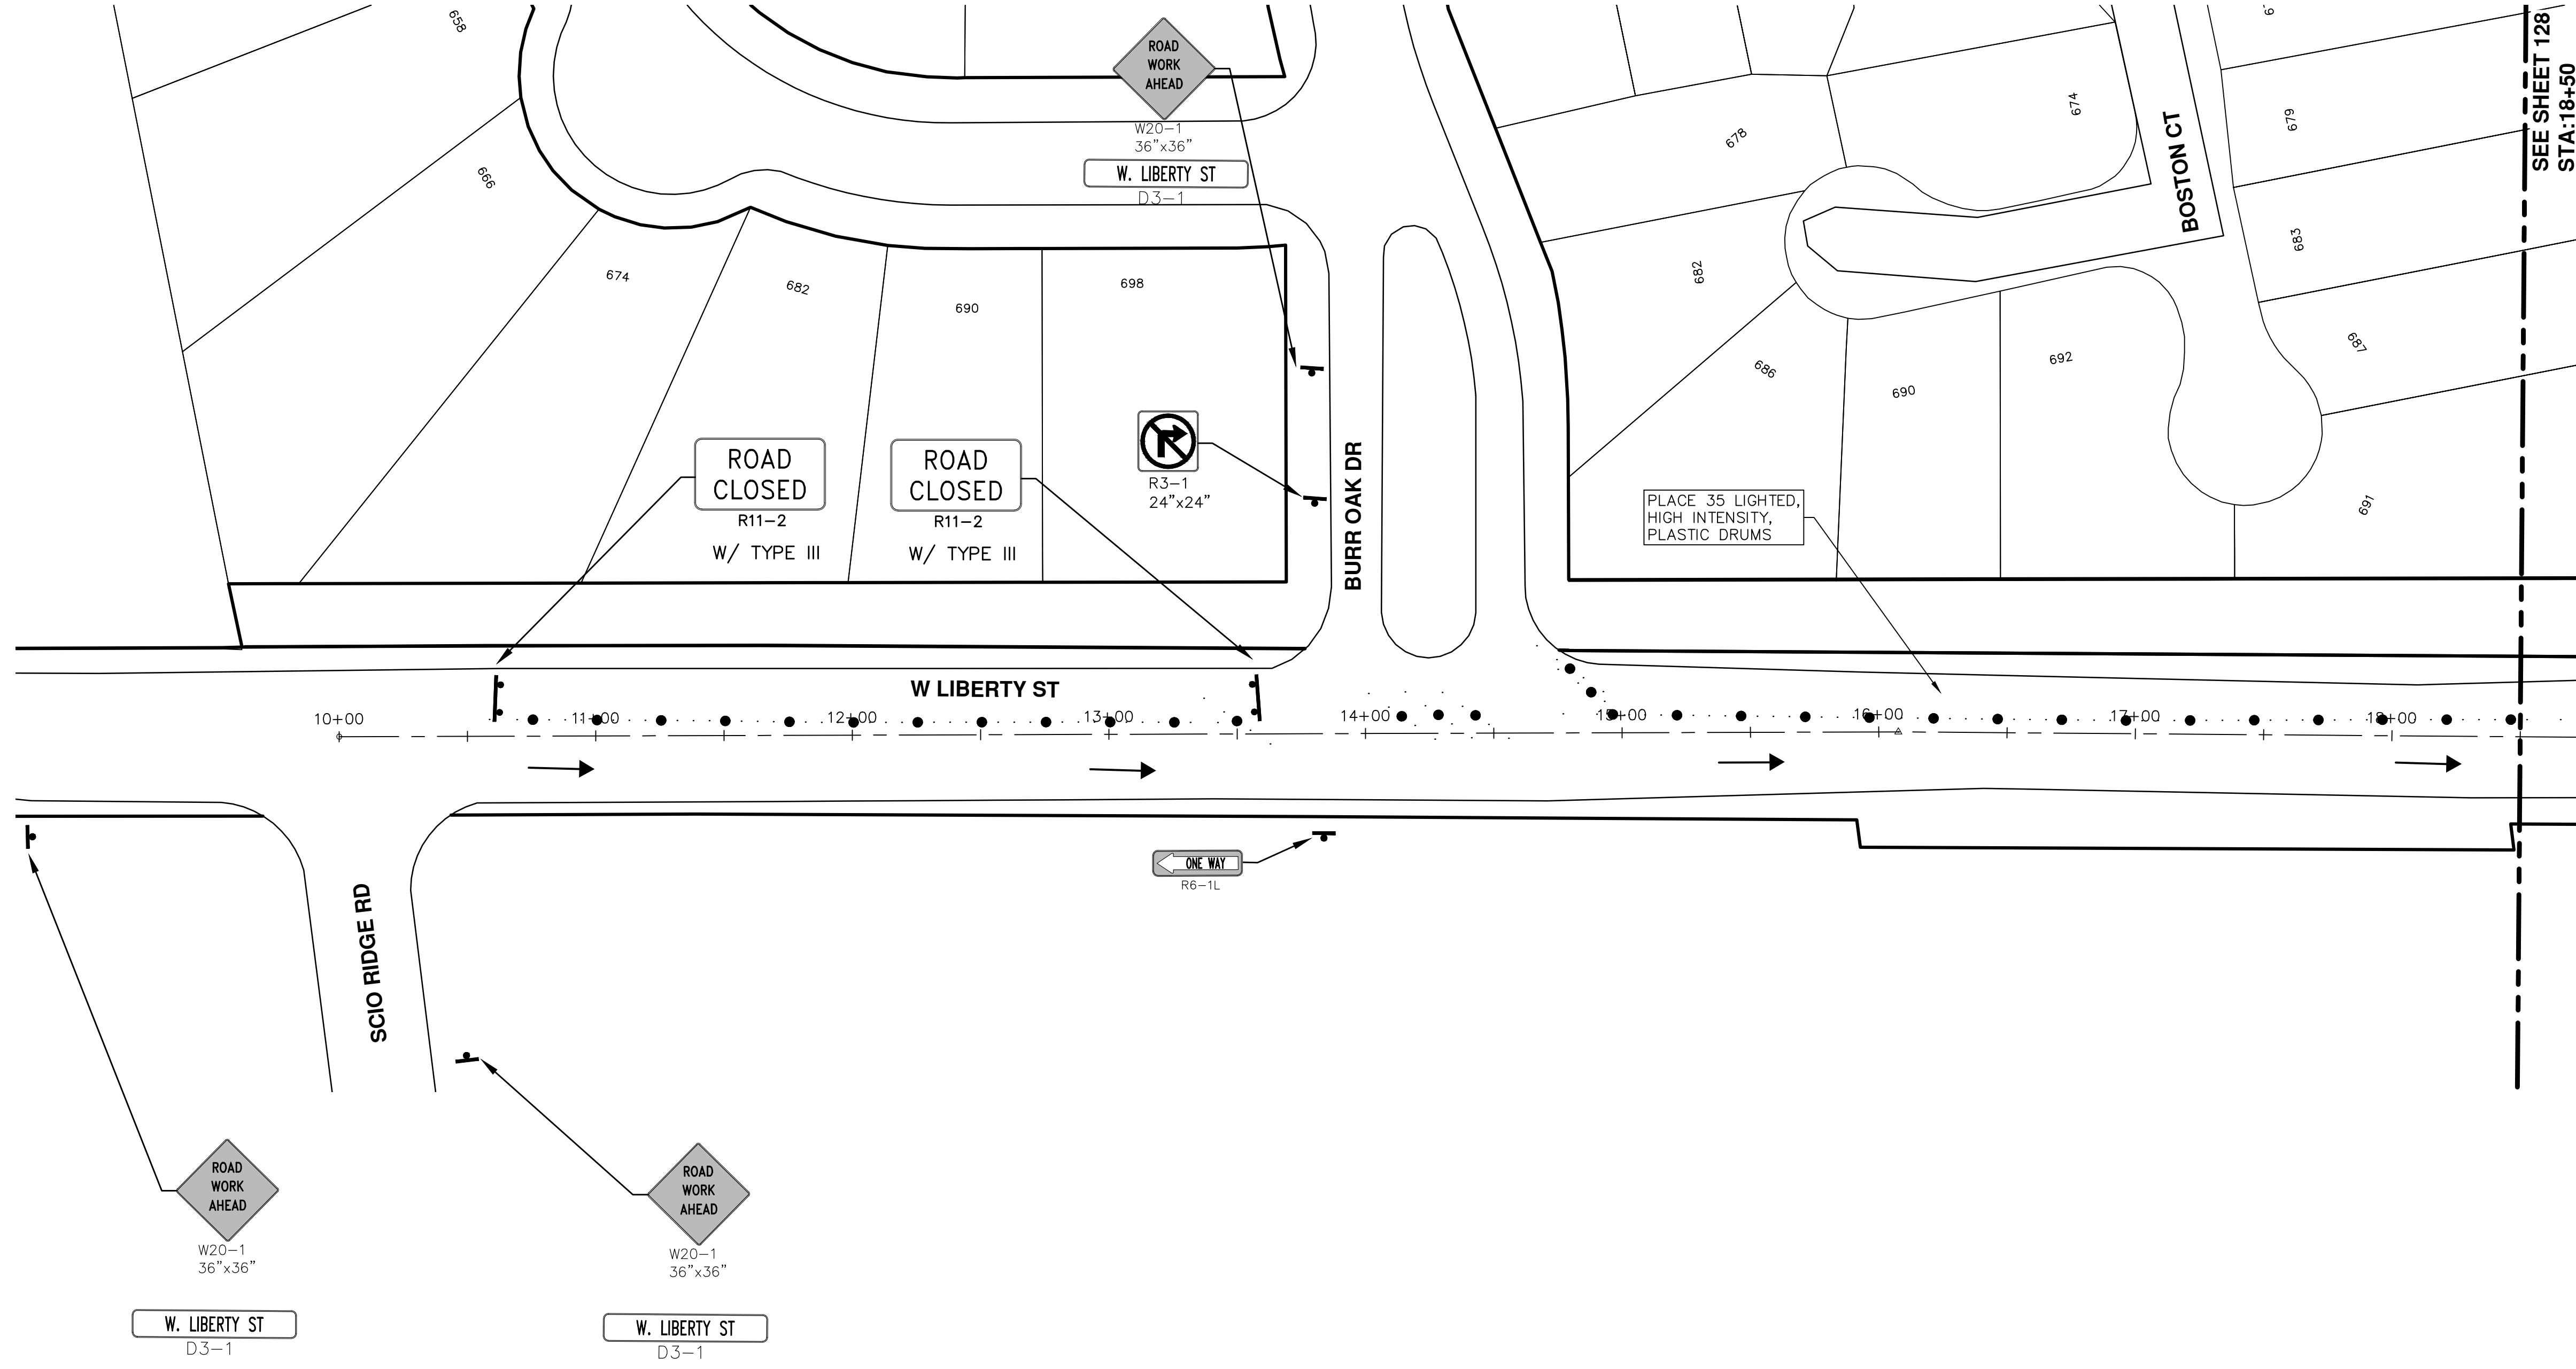 658
666
674
682
690
698
ROAD
WORK
AHEAD
W20-1
36"x36"
W. LIBERTY ST
D3-1
678
674
682
686
690
692
BOSTON CT
679
683
687
691
SEE SHEET 128
STA:18+50
ROAD
CLOSED
R11-2
W/ TYPE III
ROAD
CLOSED
R11-2
W/ TYPE III
R3-1
24"x24"
BURR OAK DR
PLACE 35 LIGHTED,
HIGH INTENSITY,
PLASTIC DRUMS
W LIBERTY ST
10+00
11+00
12+00
13+00
14+00
15+00
16+00
17+00
18+00
ONE WAY
R6-1L
SCIO RIDGE RD
ROAD
WORK
AHEAD
W20-1
36"x36"
W. LIBERTY ST
D3-1
ROAD
WORK
AHEAD
W20-1
36"x36"
W. LIBERTY ST
D3-1